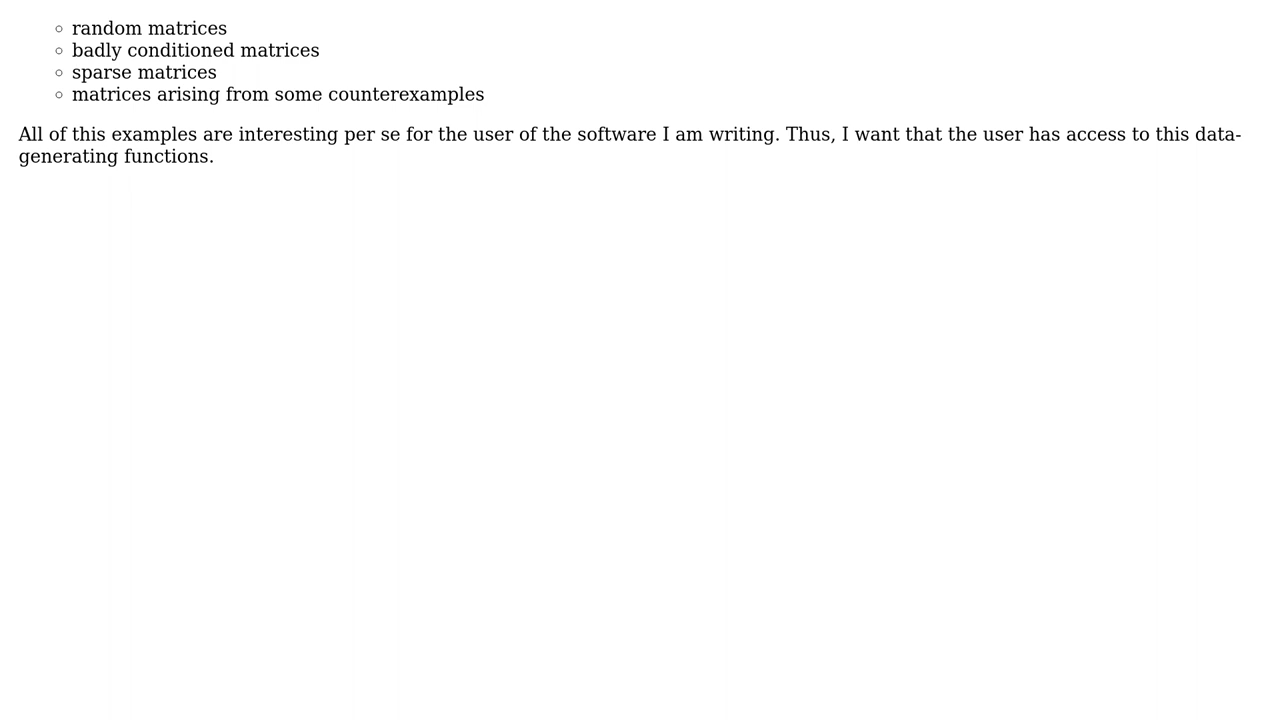 random matrices
badly conditioned matrices
sparse matrices
matrices arising from some counterexamples
All of this examples are interesting per se for the user of the software I am writing. Thus, I want that the user has access to this data-
generating functions.